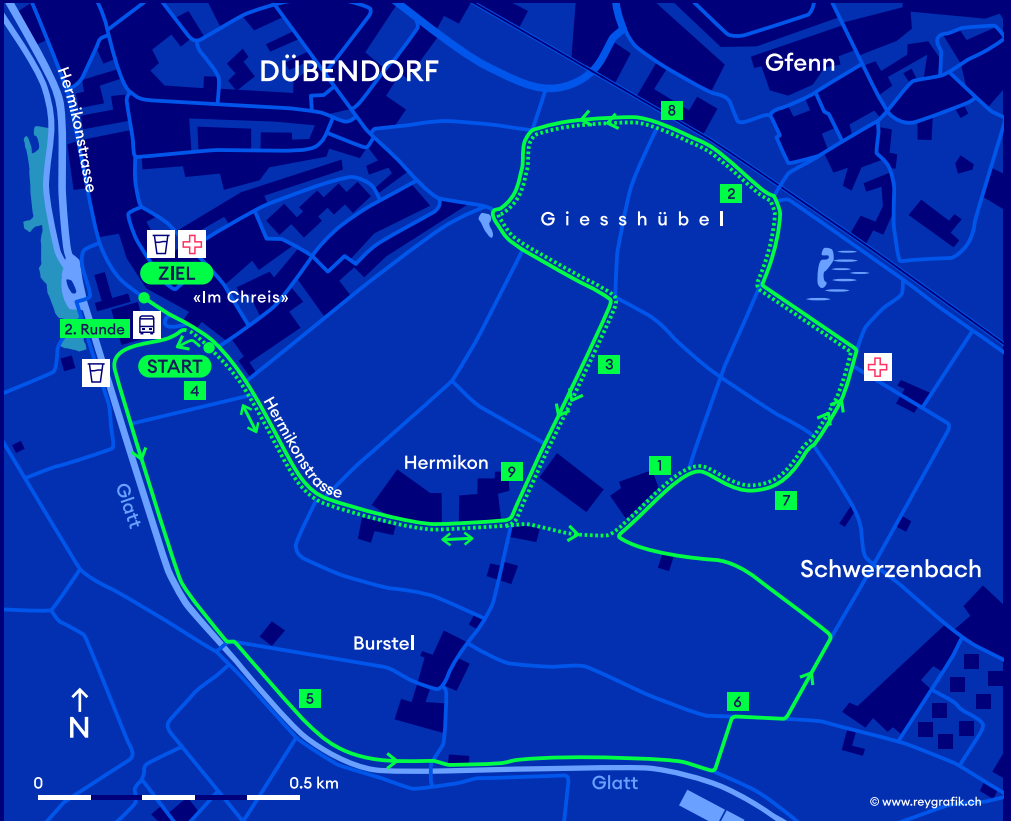 DÜBENDORF
Gfenn
Hermikonstrasse
8
2
Giesshübel
ZIEL
«Im Chreis»
2. Runde
START
4
3
Hermikonstrasse
Hermikon
9
1
7
Glatt
Schwerzenbach
Burstel
5
6
N
0
0.5 km
Glatt
© www.reygrafik.ch